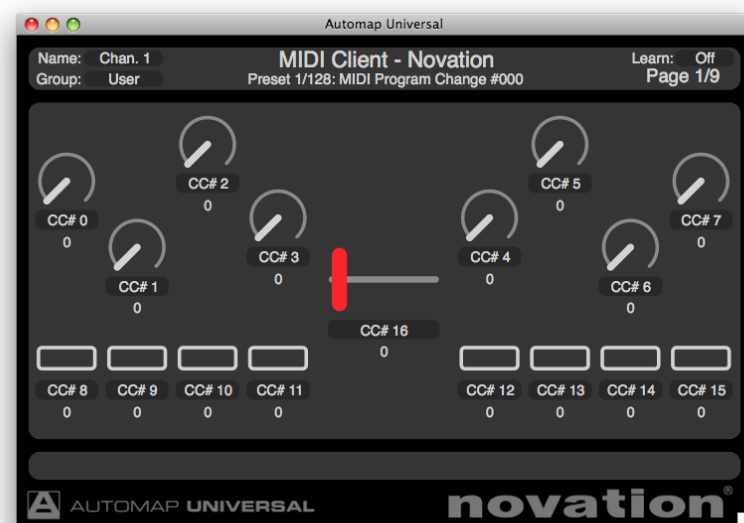 Automap Universal
Name: Chan. 1 MIDI Client - Novation Learn: Off
Group: User Preset 1/128: MIDI Program Change #000 Page 1/9
CC# 2 CC# 5
0 0
CC# 0 CC# 7
0 0
CC# 3 CC# 4
0 0
CC# 1 CC# 6
0 0
CC# 16
0
CC# 8 CC# 9 CC# 10 CC# 11 CC# 12 CC# 13 CC# 14 CC# 15
0 0 0 0 0 0 0 0
A AUTOMAP UNIVERSAL novation®